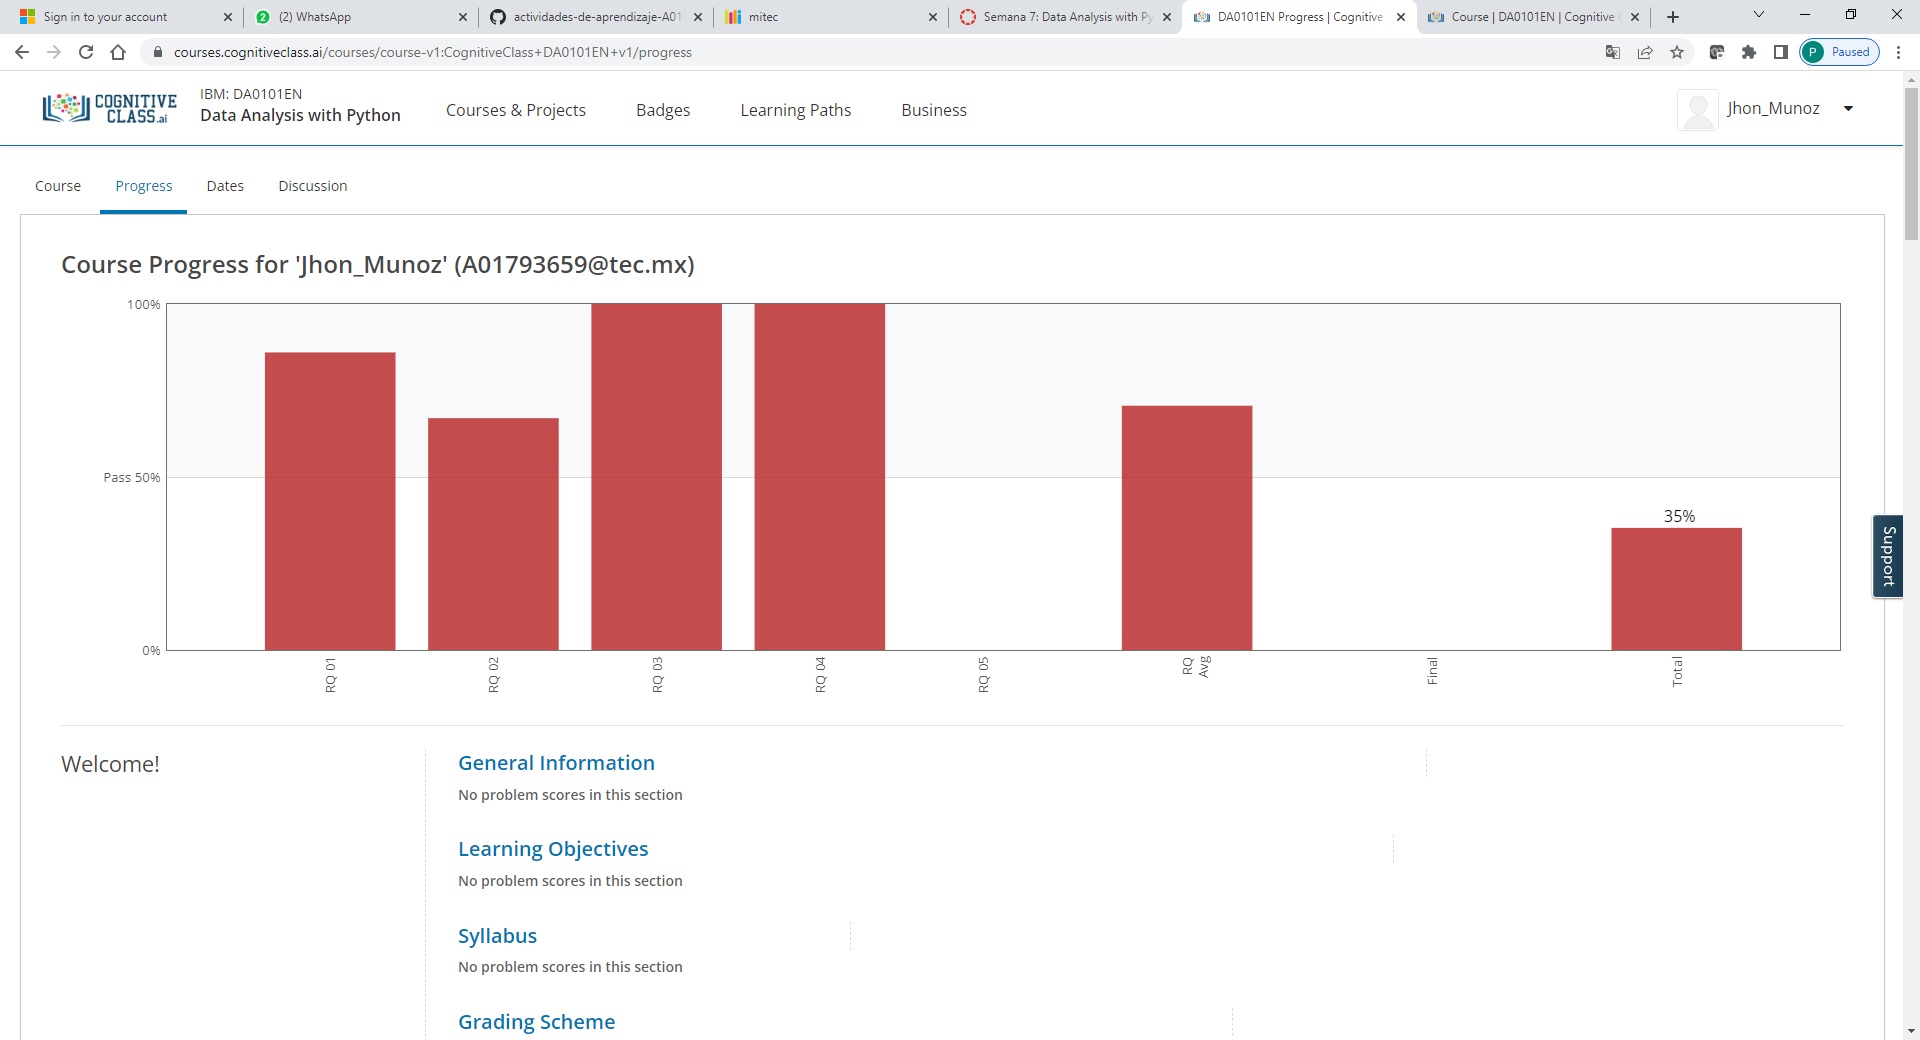 Sign in to your account
2
(2) WhatsApp
actividades-de-aprendizaje-A01
mitec
Semana 7: Data Analysis with Py
DA0101EN Progress | Cognitive
Course | DA0101EN | Cognitive
courses.cognitiveclass.ai/courses/course-v1:CognitiveClass+DA0101EN+v1/progress
P
Paused
COGNITIVE
CLASS.ai
IBM: DA0101EN
Data Analysis with Python
Courses & Projects
Badges
Learning Paths
Business
Jhon_Munoz
Course
Progress
Dates
Discussion
Course Progress for 'Jhon_Munoz' (A01793659@tec.mx)
100%
Pass 50%
0%
35%
RQ 01
RQ 02
RQ 03
RQ 04
RQ 05
RQ
Avg
Final
Total
Support
Welcome!
General Information
No problem scores in this section
Learning Objectives
No problem scores in this section
Syllabus
No problem scores in this section
Grading Scheme